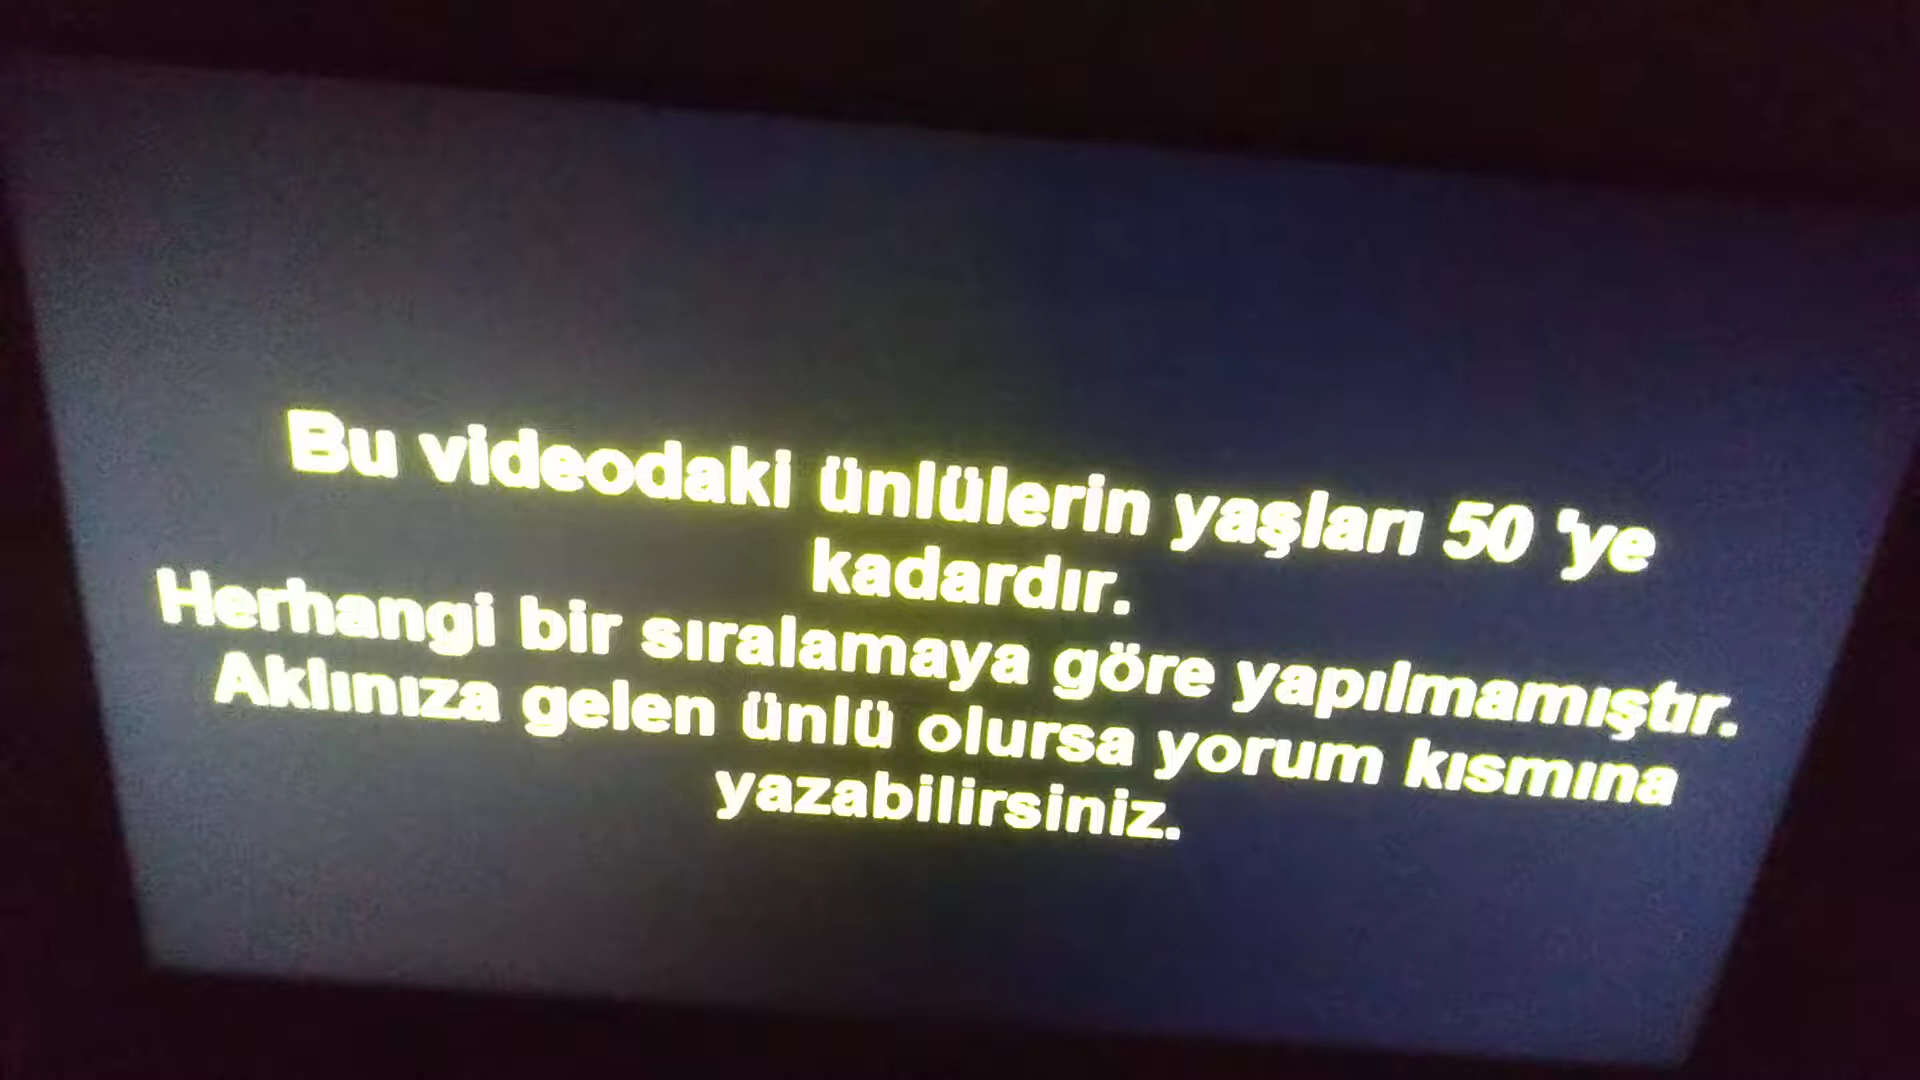 Bu videodaki ünlülerin yaşları 50 'ye
kadardır.
Herhangi bir sıralamaya göre yapılmamıştır.
Aklınıza gelen ünlü olursa yorum kısmına
yazabilirsiniz.